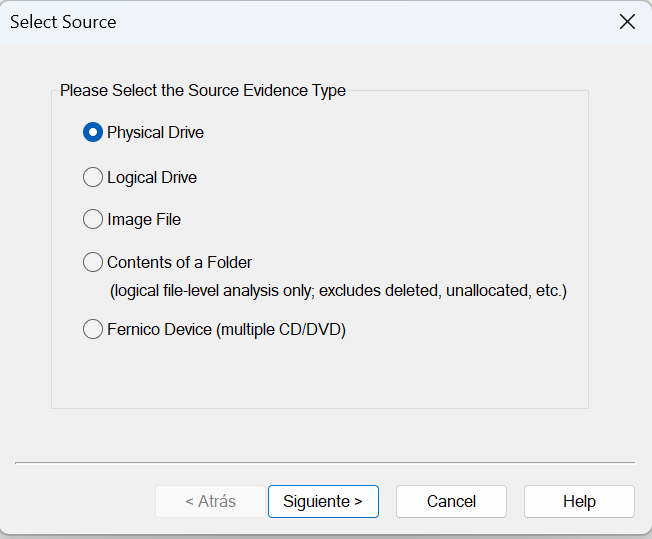 Select Source
Please Select the Source Evidence Type
Physical Drive
Logical Drive
Image File
Contents of a Folder
(logical file-level analysis only; excludes deleted, unallocated, etc.)
Fernico Device (multiple CD/DVD)
< Atrás
Siguiente >
Cancel
Help